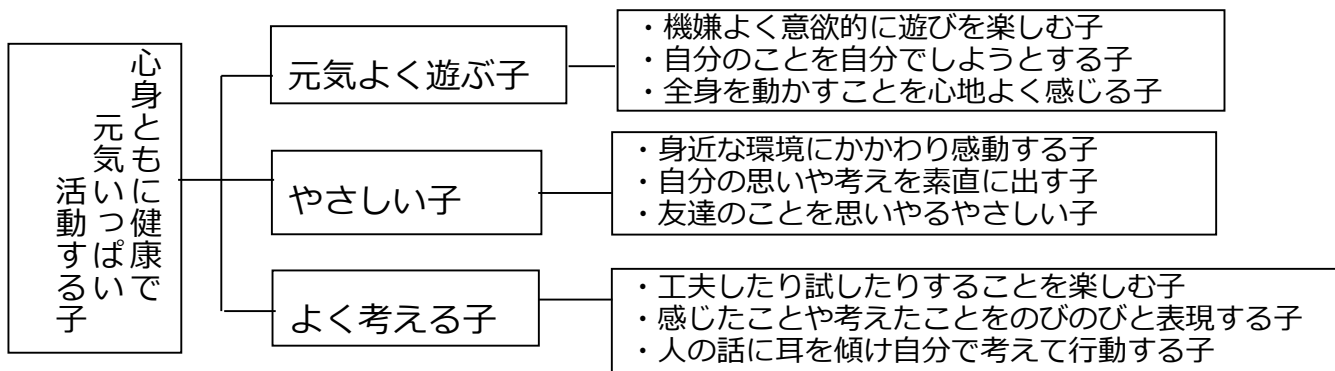 心身ともに健康で
元気いっぱい
活動する子
元気よく遊ぶ子
・機嫌よく意欲的に遊びを楽しむ子
・自分のことを自分でしようとする子
・全身を動かすことを心地よく感じる子
やさしい子
・身近な環境にかかわり感動する子
・自分の思いや考えを素直に出す子
・友達のことを思いやるやさしい子
よく考える子
・工夫したり試したりすることを楽しむ子
・感じたことや考えたことをのびのびと表現する子
・人の話に耳を傾け自分で考えて行動する子